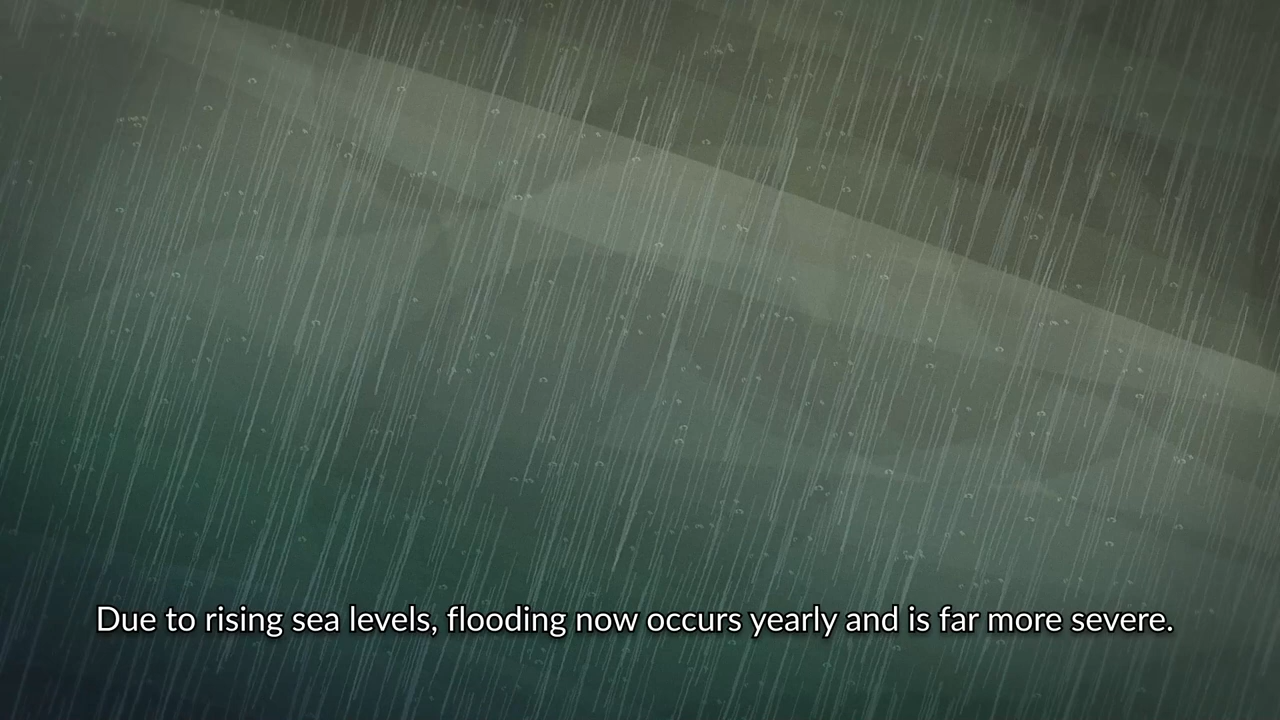 Due to rising sea levels, flooding now occurs yearly and is far more severe.